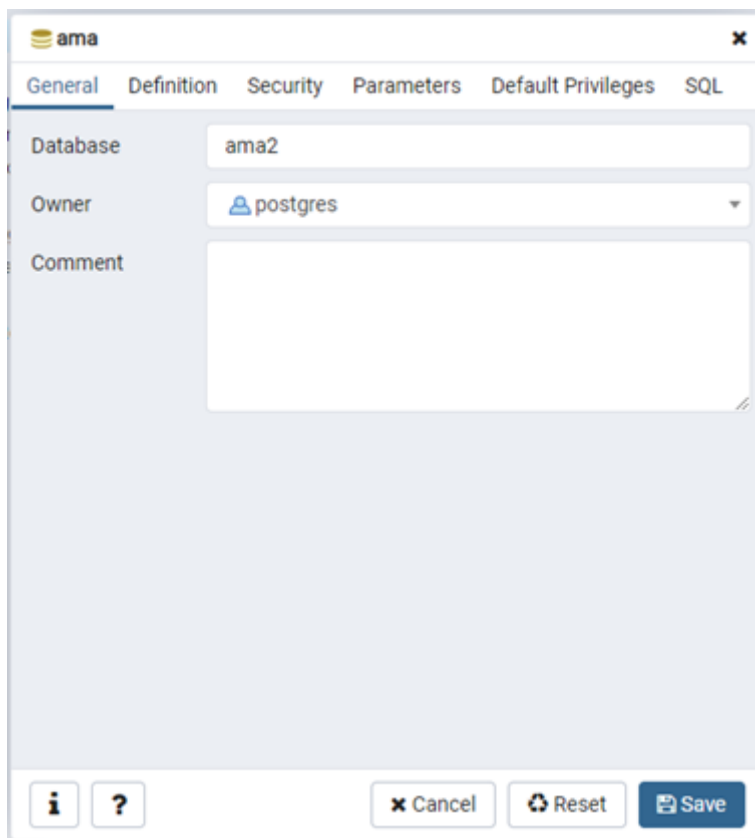 ama
General Definition Security Parameters Default Privileges SQL
Database ama2
Owner postgres
Comment
i ? Cancel Reset Save